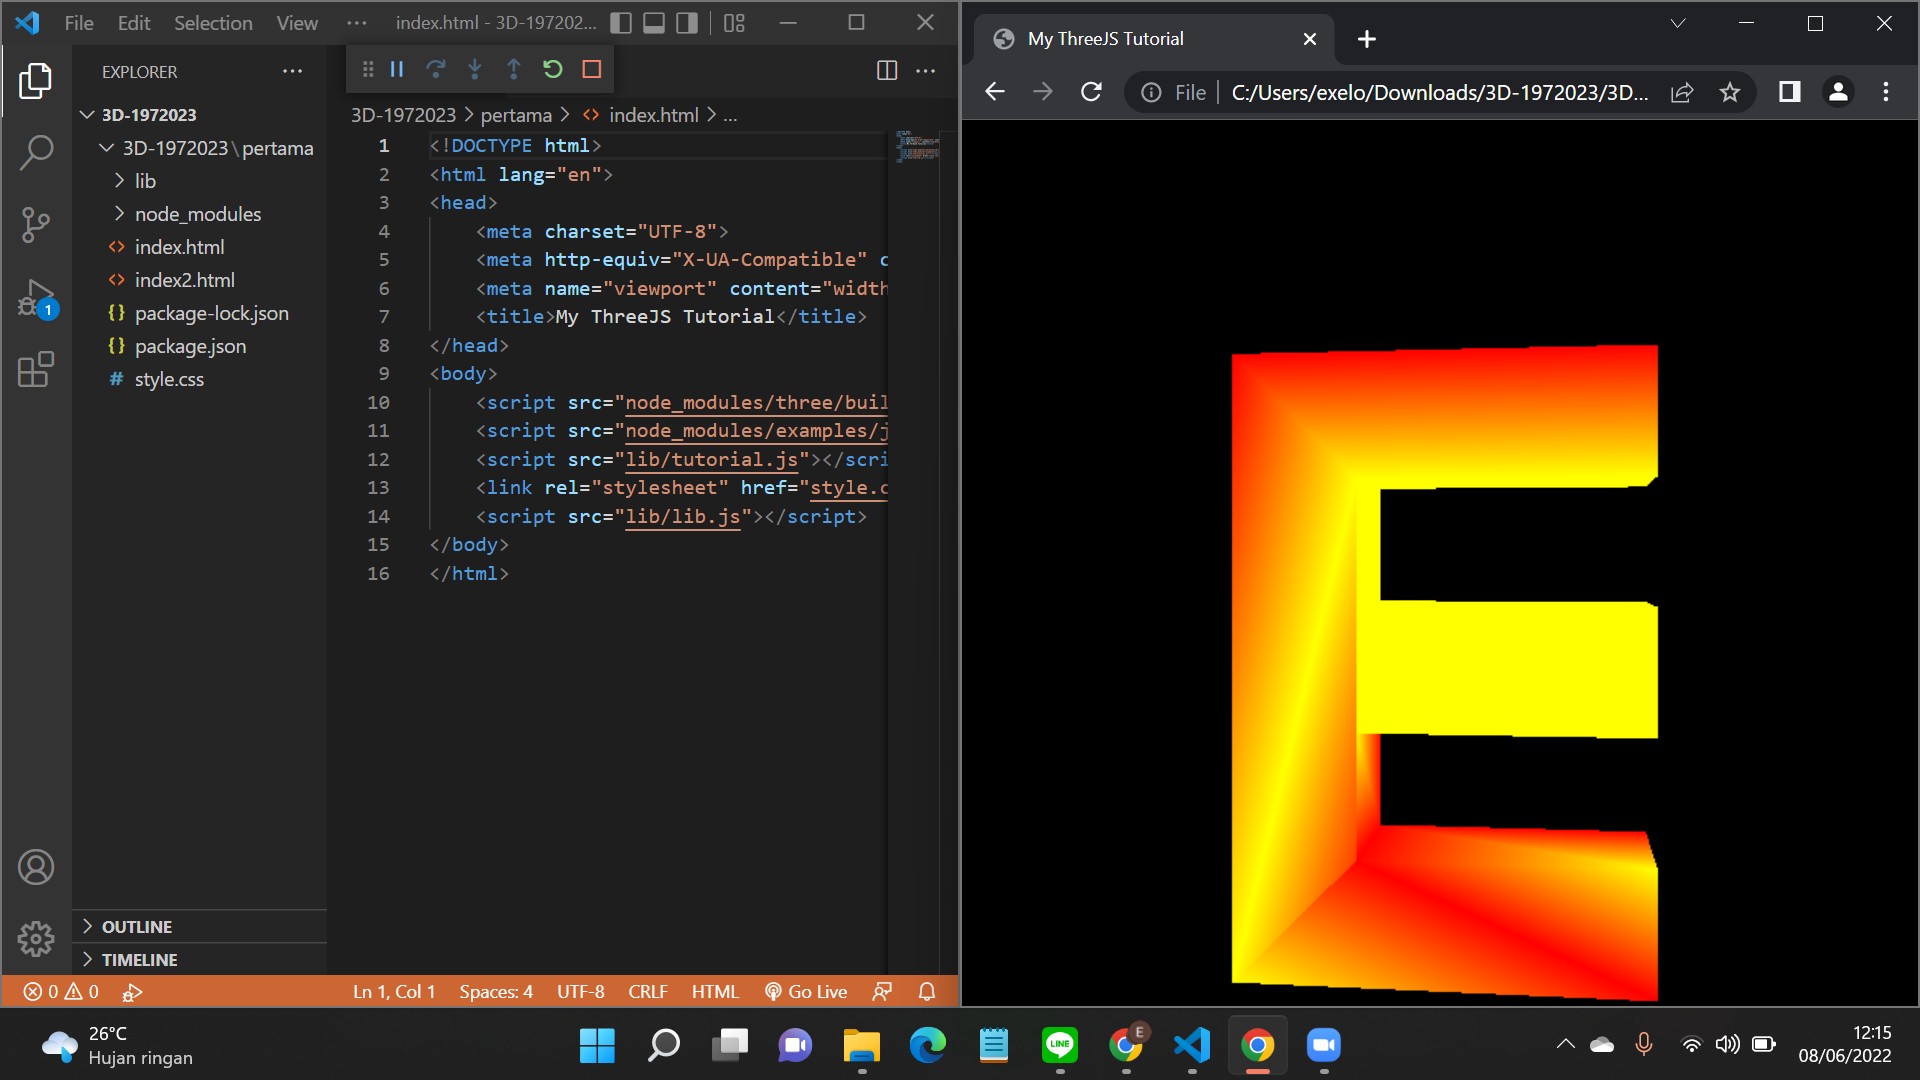 File Edit Selection View ··· index.html - 3D-197202...
EXPLORER ···
3D-1972023
3D-1972023\pertama
lib
node_modules
<> index.html
<> index2.html
{} package-lock.json
{} package.json
# style.css
OUTLINE
TIMELINE
1
3D-1972023 > pertama > <> index.html > ...
1 <!DOCTYPE html>
2 <html lang="en">
3 <head>
4 <meta charset="UTF-8">
5 <meta http-equiv="X-UA-Compatible" c
6 <meta name="viewport" content="width
7 <title>My ThreeJS Tutorial</title>
8 </head>
9 <body>
10 <script src="node_modules/three/buil
11 <script src="node_modules/examples/j
12 <script src="lib/tutorial.js"></scri
13 <link rel="stylesheet" href="style.c
14 <script src="lib/lib.js"></script>
15 </body>
16 </html>
0 0 Ln 1, Col 1 Spaces: 4 UTF-8 CRLF HTML Go Live
My ThreeJS Tutorial
File | C:/Users/exelo/Downloads/3D-1972023/3D...
E
26°C
Hujan ringan
LINE
E
12:15
08/06/2022